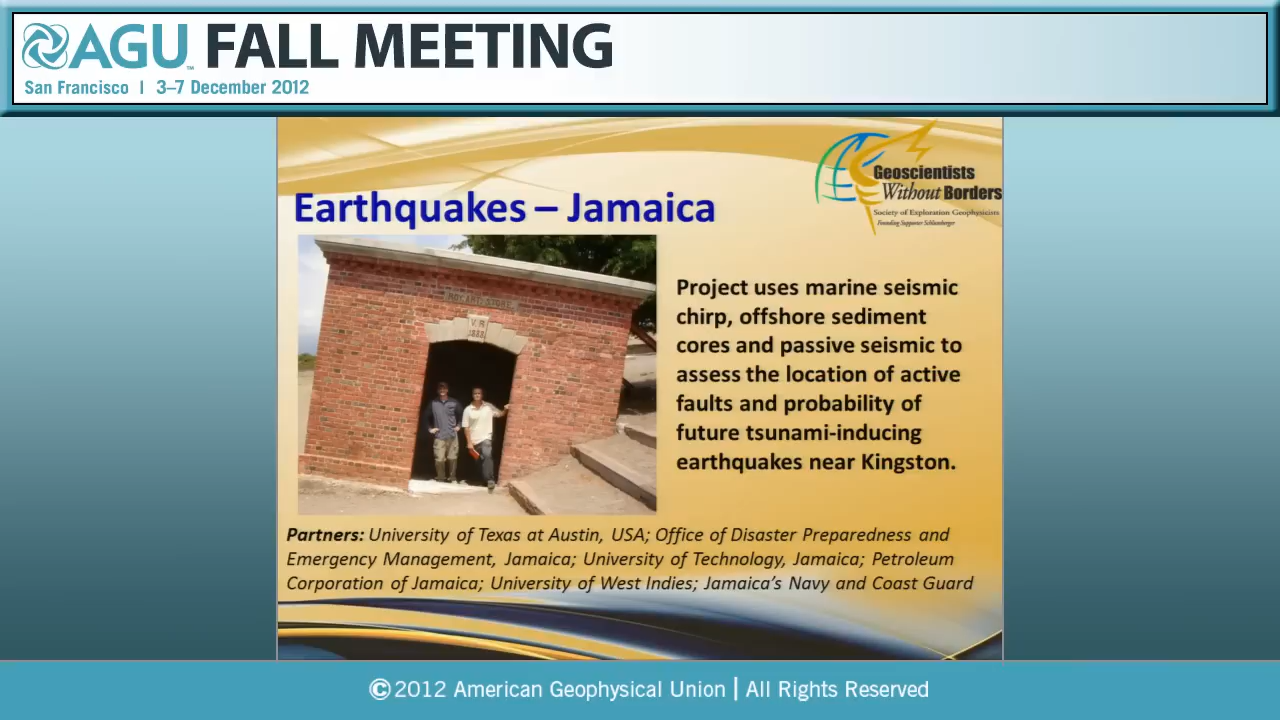 AGU FALL MEETING
San Francisco | 3–7 December 2012
Geoscientists
Without Borders
Society of Exploration Geophysicists
Founding Supporter Schlumberger
Earthquakes – Jamaica
V R
1888
Project uses marine seismic
chirp, offshore sediment
cores and passive seismic to
assess the location of active
faults and probability of
future tsunami-inducing
earthquakes near Kingston.
Partners: University of Texas at Austin, USA; Office of Disaster Preparedness and
Emergency Management, Jamaica; University of Technology, Jamaica; Petroleum
Corporation of Jamaica; University of West Indies; Jamaica's Navy and Coast Guard
©2012 American Geophysical Union | All Rights Reserved